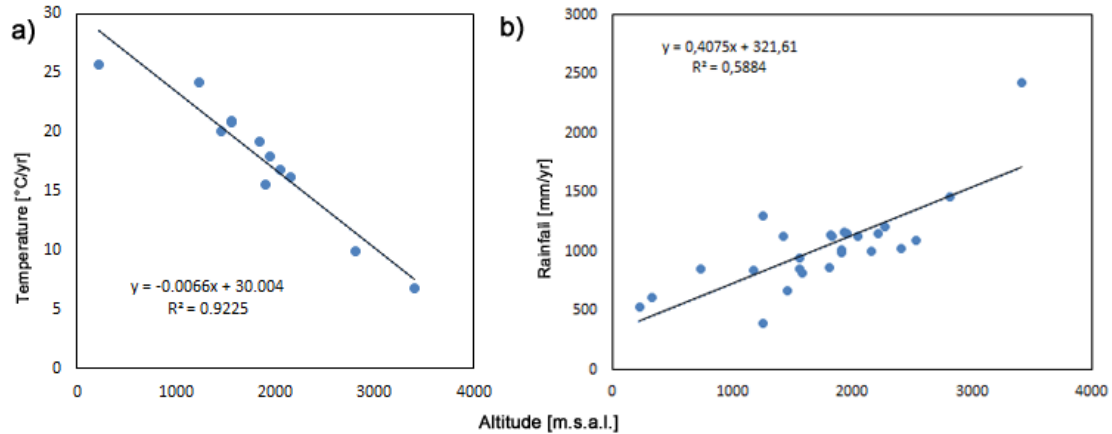 a)
30
25
20
15
10
5
0
Temperature [°C/yr]
y = -0.0066x + 30.004
R² = 0.9225
0
1000
2000
3000
4000
b)
3000
2500
2000
1500
1000
500
0
Rainfall [mm/yr]
y = 0,4075x + 321,61
R² = 0,5884
0
1000
2000
3000
4000
Altitude [m.s.a.l.]